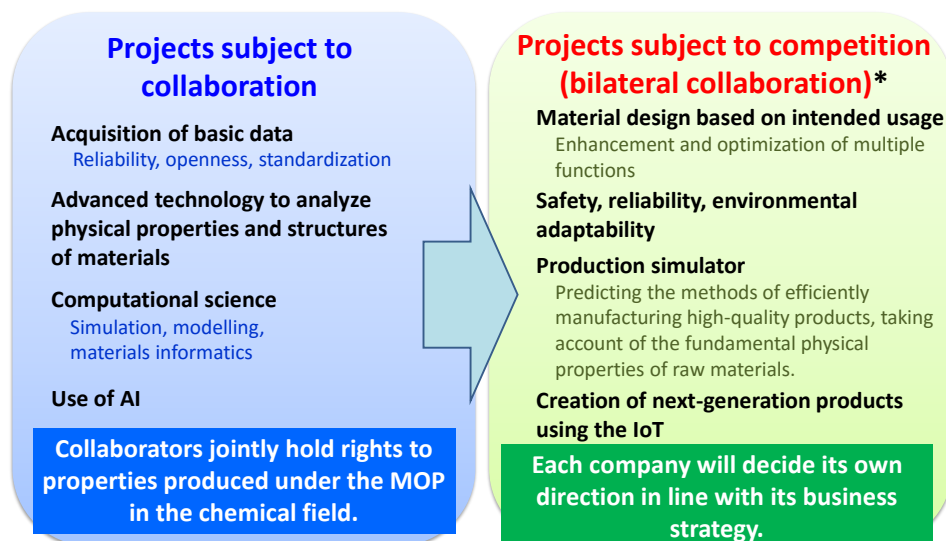 Projects subject to
collaboration
Acquisition of basic data
Reliability, openness, standardization
Advanced technology to analyze
physical properties and structures
of materials
Computational science
Simulation, modelling,
materials informatics
Use of AI
Collaborators jointly hold rights to
properties produced under the MOP
in the chemical field.
Projects subject to competition
(bilateral collaboration)*
Material design based on intended usage
Enhancement and optimization of multiple
functions
Safety, reliability, environmental
adaptability
Production simulator
Predicting the methods of efficiently
manufacturing high-quality products, taking
account of the fundamental physical
properties of raw materials.
Creation of next-generation products
using the IoT
Each company will decide its own
direction in line with its business
strategy.